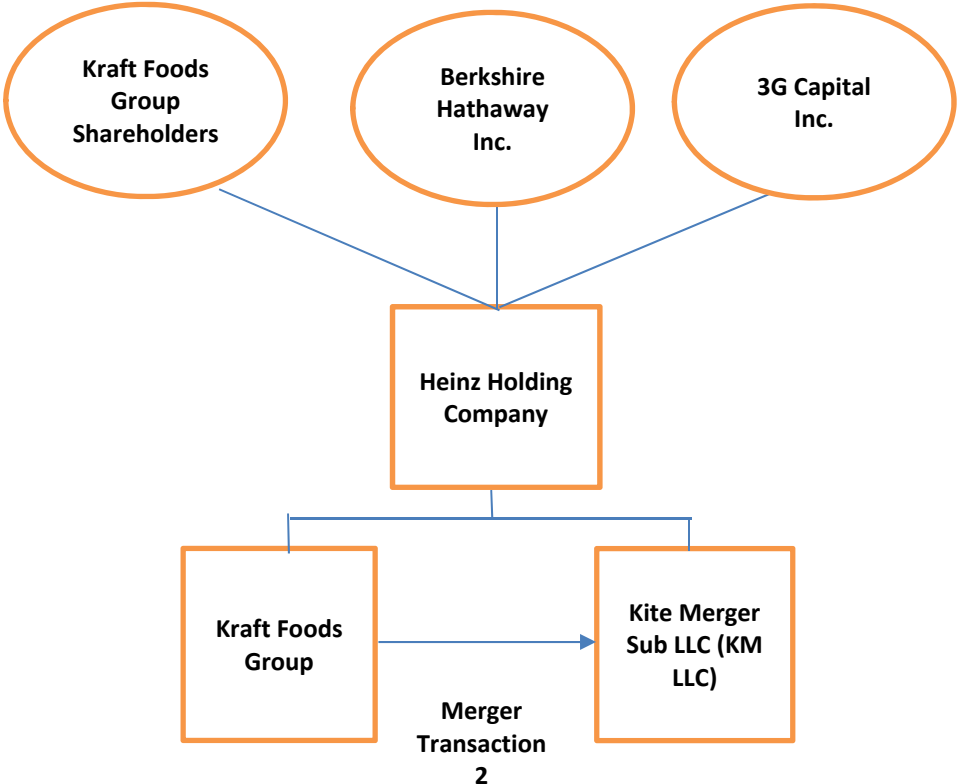 Kraft Foods
Group
Shareholders
Berkshire
Hathaway
Inc.
3G Capital
Inc.
Heinz Holding
Company
Kraft Foods
Group
Kite Merger
Sub LLC (KM
LLC)
Merger
Transaction
2